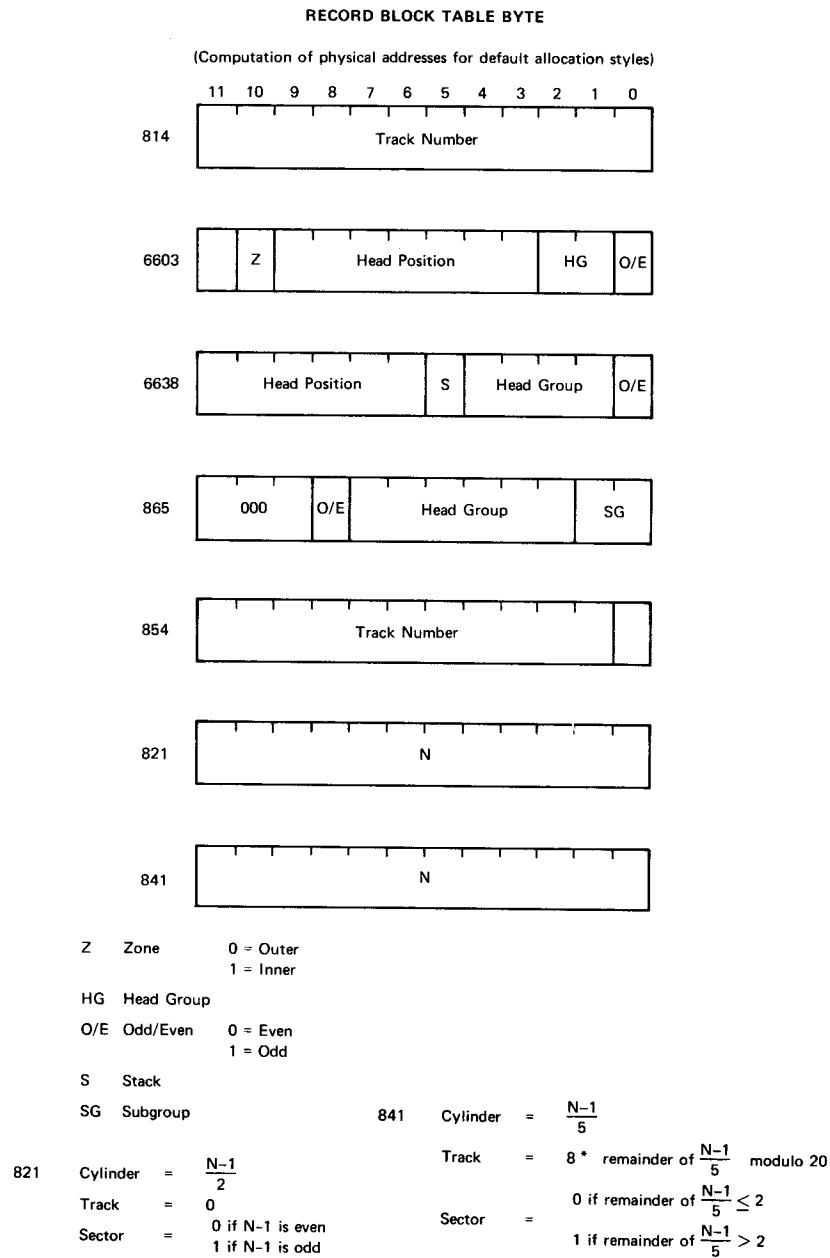 RECORD BLOCK TABLE BYTE
(Computation of physical addresses for default allocation styles)
11 10 9 8 7 6 5 4 3 2 1 0
814 Track Number
6603 Z Head Position HG O/E
6638 Head Position S Head Group O/E
865 000 O/E Head Group SG
854 Track Number
821 N
841 N
Z Zone 0 = Outer
1 = Inner
HG Head Group
O/E Odd/Even 0 = Even
1 = Odd
S Stack
SG Subgroup
821 Cylinder = N–1
2
Track = 0
Sector = 0 if N-1 is even
1 if N-1 is odd
841 Cylinder = N–1
5
Track = 8 * remainder of N–1 modulo 20
5
Sector = 0 if remainder of N–1 ≤ 2
5
1 if remainder of N–1 > 2
5